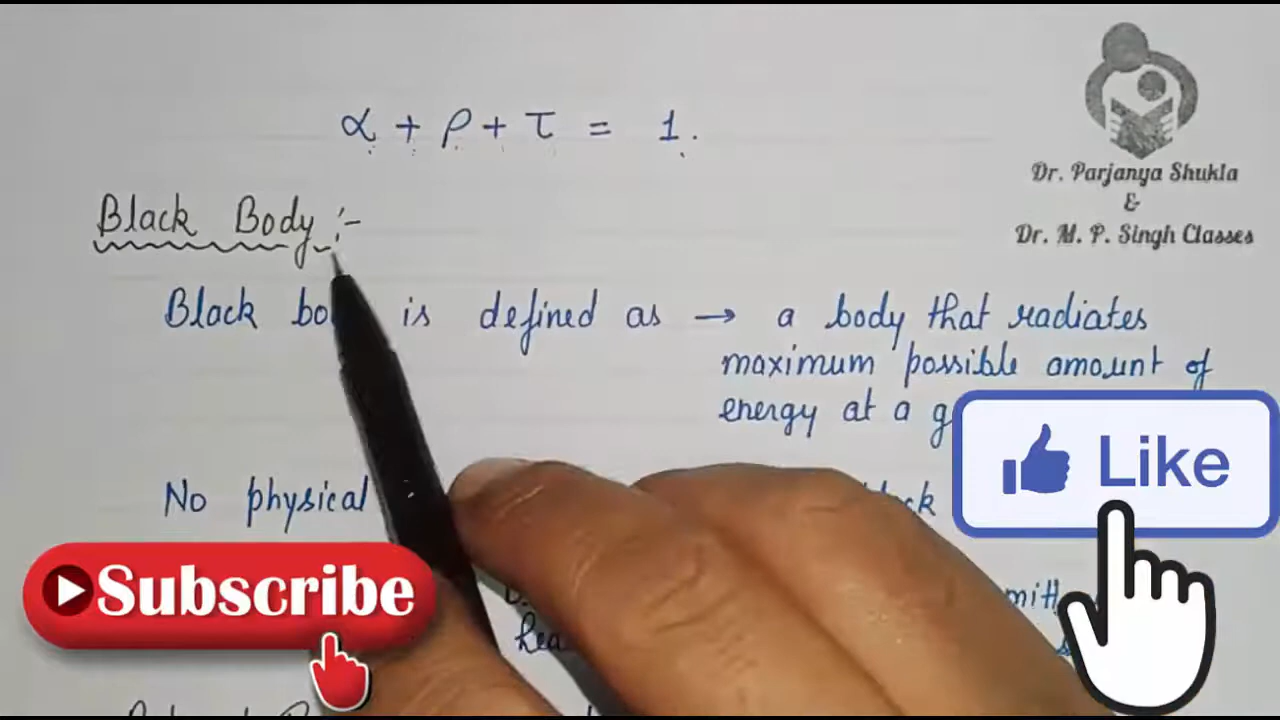 α + ρ + τ = 1.
Dr. Parjanya Shukla
&
Dr. M. P. Singh Classes
Black Body :-
Black is defined as → a body that radiates
maximum possible amount of
energy at a
No physical
Like
Subscribe